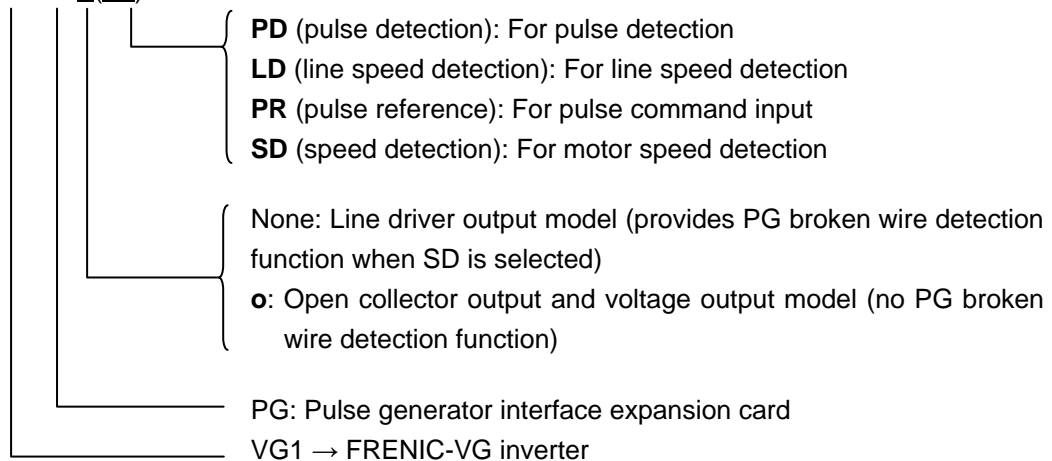 PD (pulse detection): For pulse detection
LD (line speed detection): For line speed detection
PR (pulse reference): For pulse command input
SD (speed detection): For motor speed detection
None: Line driver output model (provides PG broken wire detection
function when SD is selected)
o: Open collector output and voltage output model (no PG broken
wire detection function)
PG: Pulse generator interface expansion card
VG1 → FRENIC-VG inverter